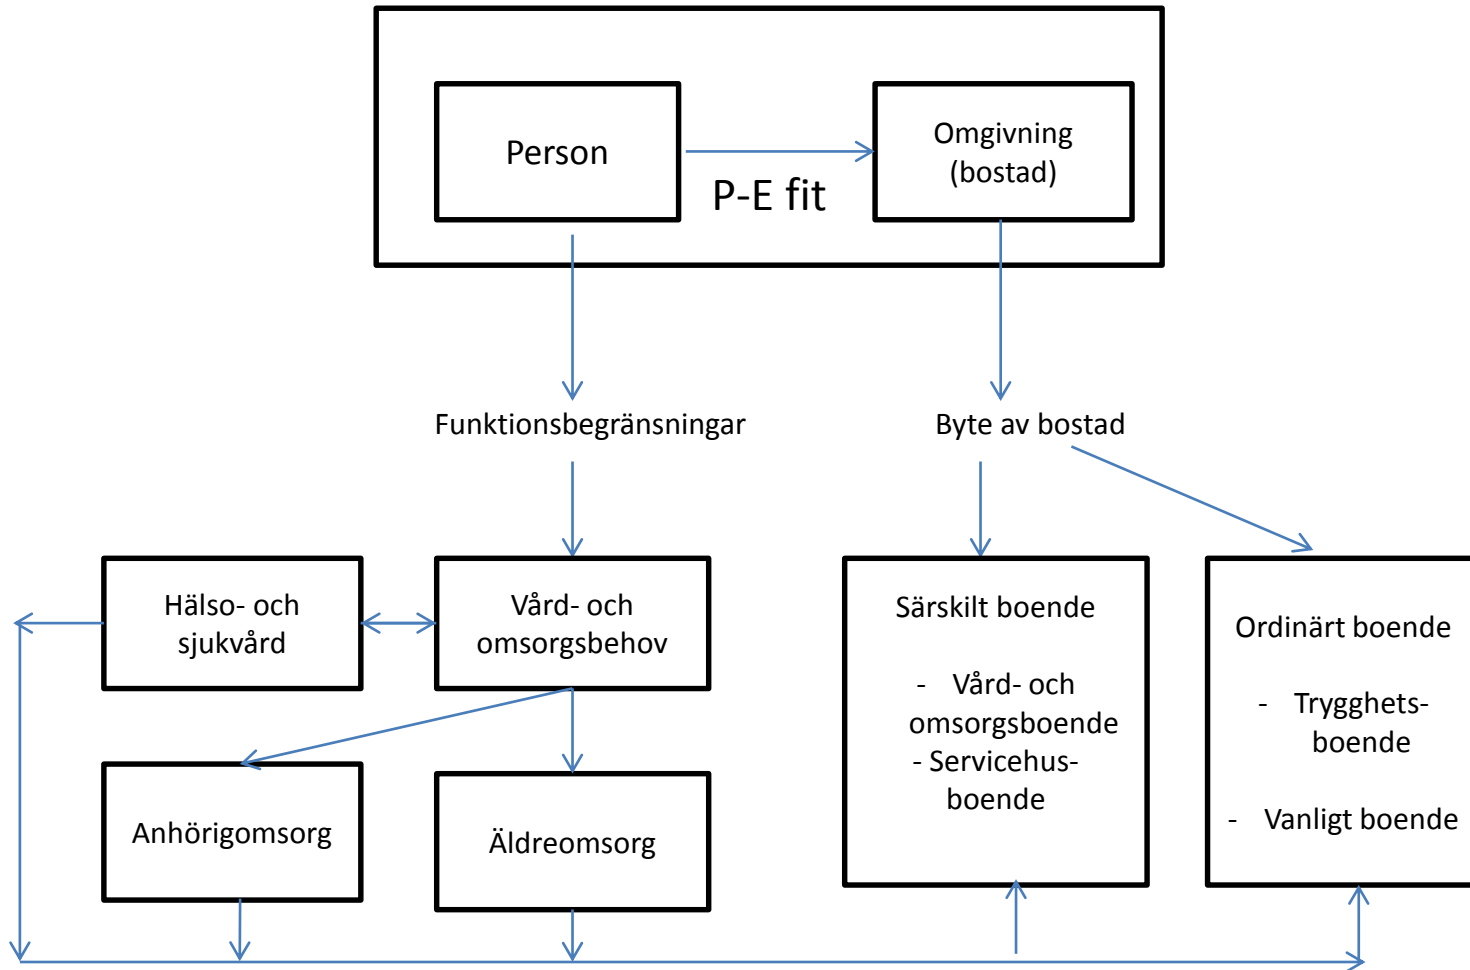 Person
Omgivning
(bostad)
P-E fit
Funktionsbegränsningar
Byte av bostad
Hälso- och
sjukvård
Vård- och
omsorgsbehov
Anhörigomsorg
Äldreomsorg
Särskilt boende
- Vård- och
omsorgsboende
- Servicehus-
boende
Ordinärt boende
- Trygghets-
boende
- Vanligt boende